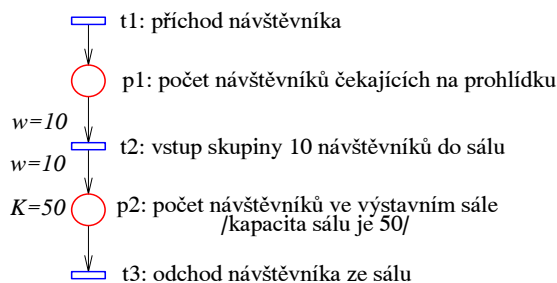 t1: příchod návštěvníka
p1: počet návštěvníků čekajících na prohlídku
w=10
t2: vstup skupiny 10 návštěvníků do sálu
w=10
K=50
p2: počet návštěvníků ve výstavním sále
/kapacita sálu je 50/
t3: odchod návštěvníka ze sálu